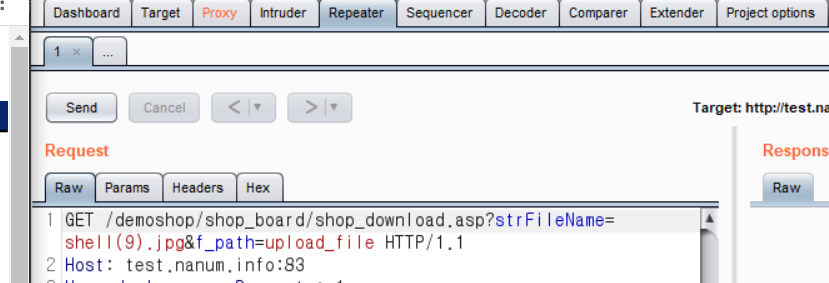 Dashboard Target Proxy Intruder Repeater Sequencer Decoder Comparer Extender Project options
1 × ...
Send Cancel < > Target: http://test.na
Request Respons
Raw Params Headers Hex Raw
1 GET /demoshop/shop_board/shop_download.asp?strFileName=
shell(9).jpg&f_path=upload_file HTTP/1.1
2 Host: test.nanum.info:83